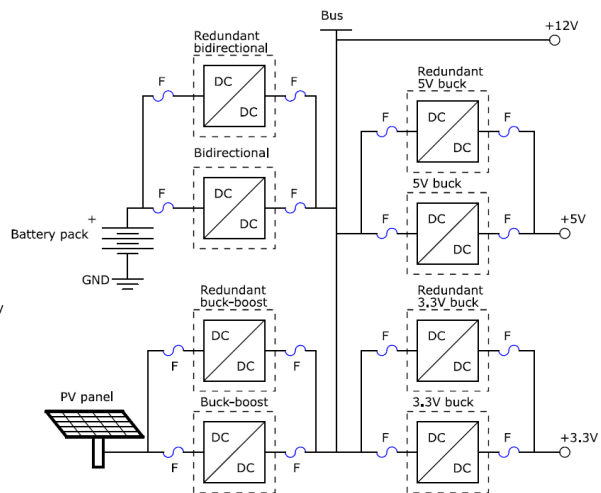 Bus
+12V
Redundant
bidirectional
F
DC
DC
F
Redundant
5V buck
F
DC
DC
F
Bidirectional
F
DC
DC
F
5V buck
F
DC
DC
F
+5V
+
Battery pack
GND
Redundant
buck-boost
F
DC
DC
F
Redundant
3.3V buck
F
DC
DC
F
PV panel
Buck-boost
F
DC
DC
F
3.3V buck
F
DC
DC
F
+3.3V